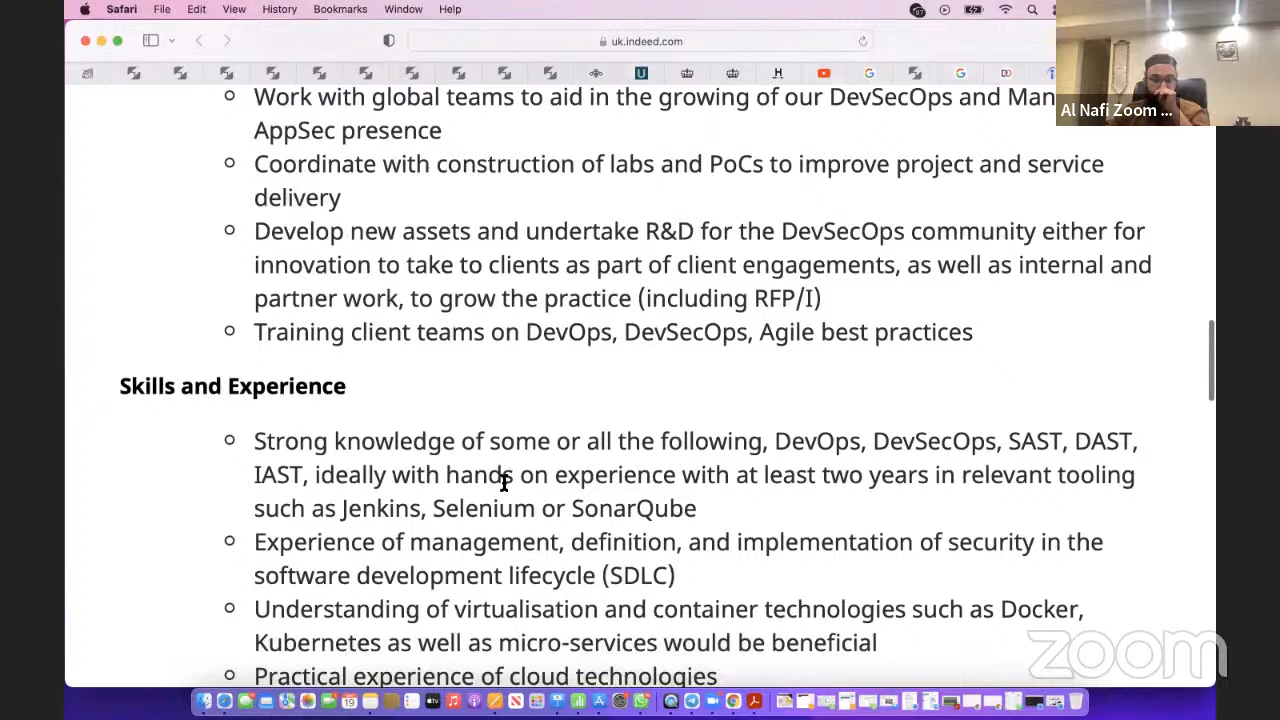 Safari File Edit View History Bookmarks Window Help
uk.indeed.com
Work with global teams to aid in the growing of our DevSecOps and Man
AppSec presence
Al Nafi Zoom ...
Coordinate with construction of labs and PoCs to improve project and service
delivery
Develop new assets and undertake R&D for the DevSecOps community either for
innovation to take to clients as part of client engagements, as well as internal and
partner work, to grow the practice (including RFP/I)
Training client teams on DevOps, DevSecOps, Agile best practices
Skills and Experience
Strong knowledge of some or all the following, DevOps, DevSecOps, SAST, DAST,
IAST, ideally with hands on experience with at least two years in relevant tooling
such as Jenkins, Selenium or SonarQube
Experience of management, definition, and implementation of security in the
software development lifecycle (SDLC)
Understanding of virtualisation and container technologies such as Docker,
Kubernetes as well as micro-services would be beneficial
Practical experience of cloud technologies
zoom